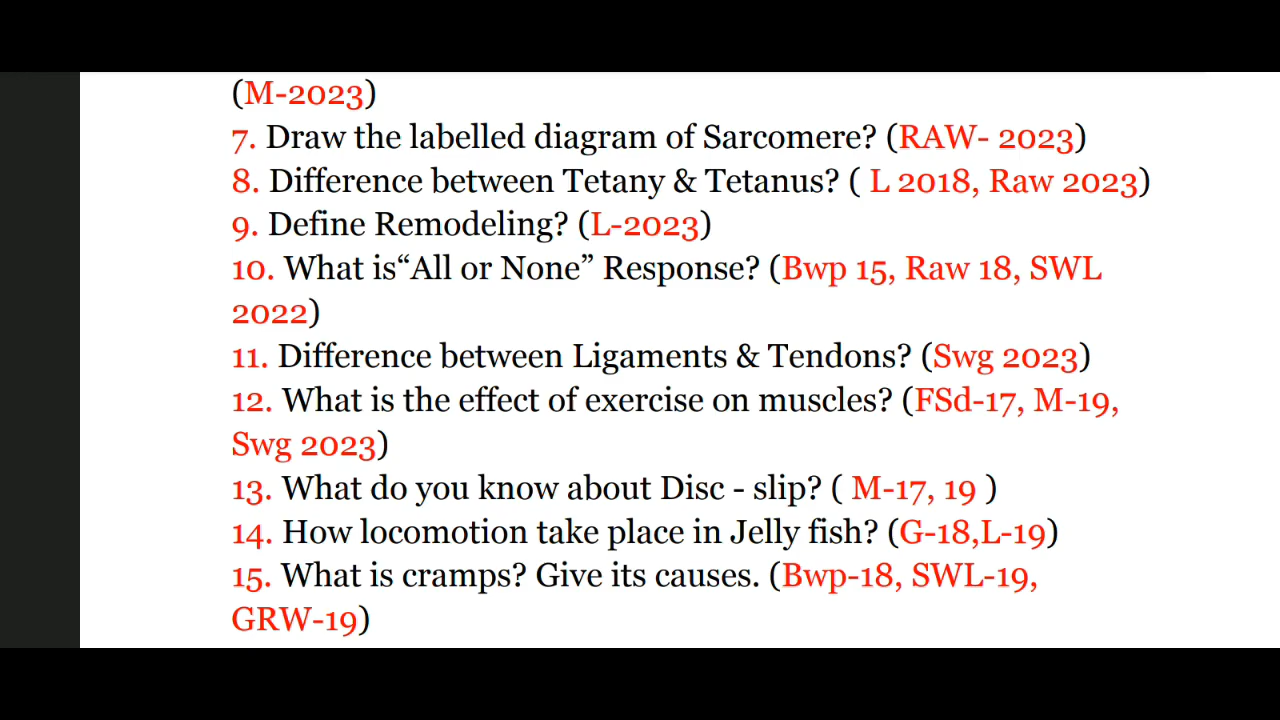 (M-2023)
7. Draw the labelled diagram of Sarcomere? (RAW- 2023)
8. Difference between Tetany & Tetanus? ( L 2018, Raw 2023)
9. Define Remodeling? (L-2023)
10. What is“All or None” Response? (Bwp 15, Raw 18, SWL
2022)
11. Difference between Ligaments & Tendons? (Swg 2023)
12. What is the effect of exercise on muscles? (FSd-17, M-19,
Swg 2023)
13. What do you know about Disc - slip? ( M-17, 19 )
14. How locomotion take place in Jelly fish? (G-18,L-19)
15. What is cramps? Give its causes. (Bwp-18, SWL-19,
GRW-19)